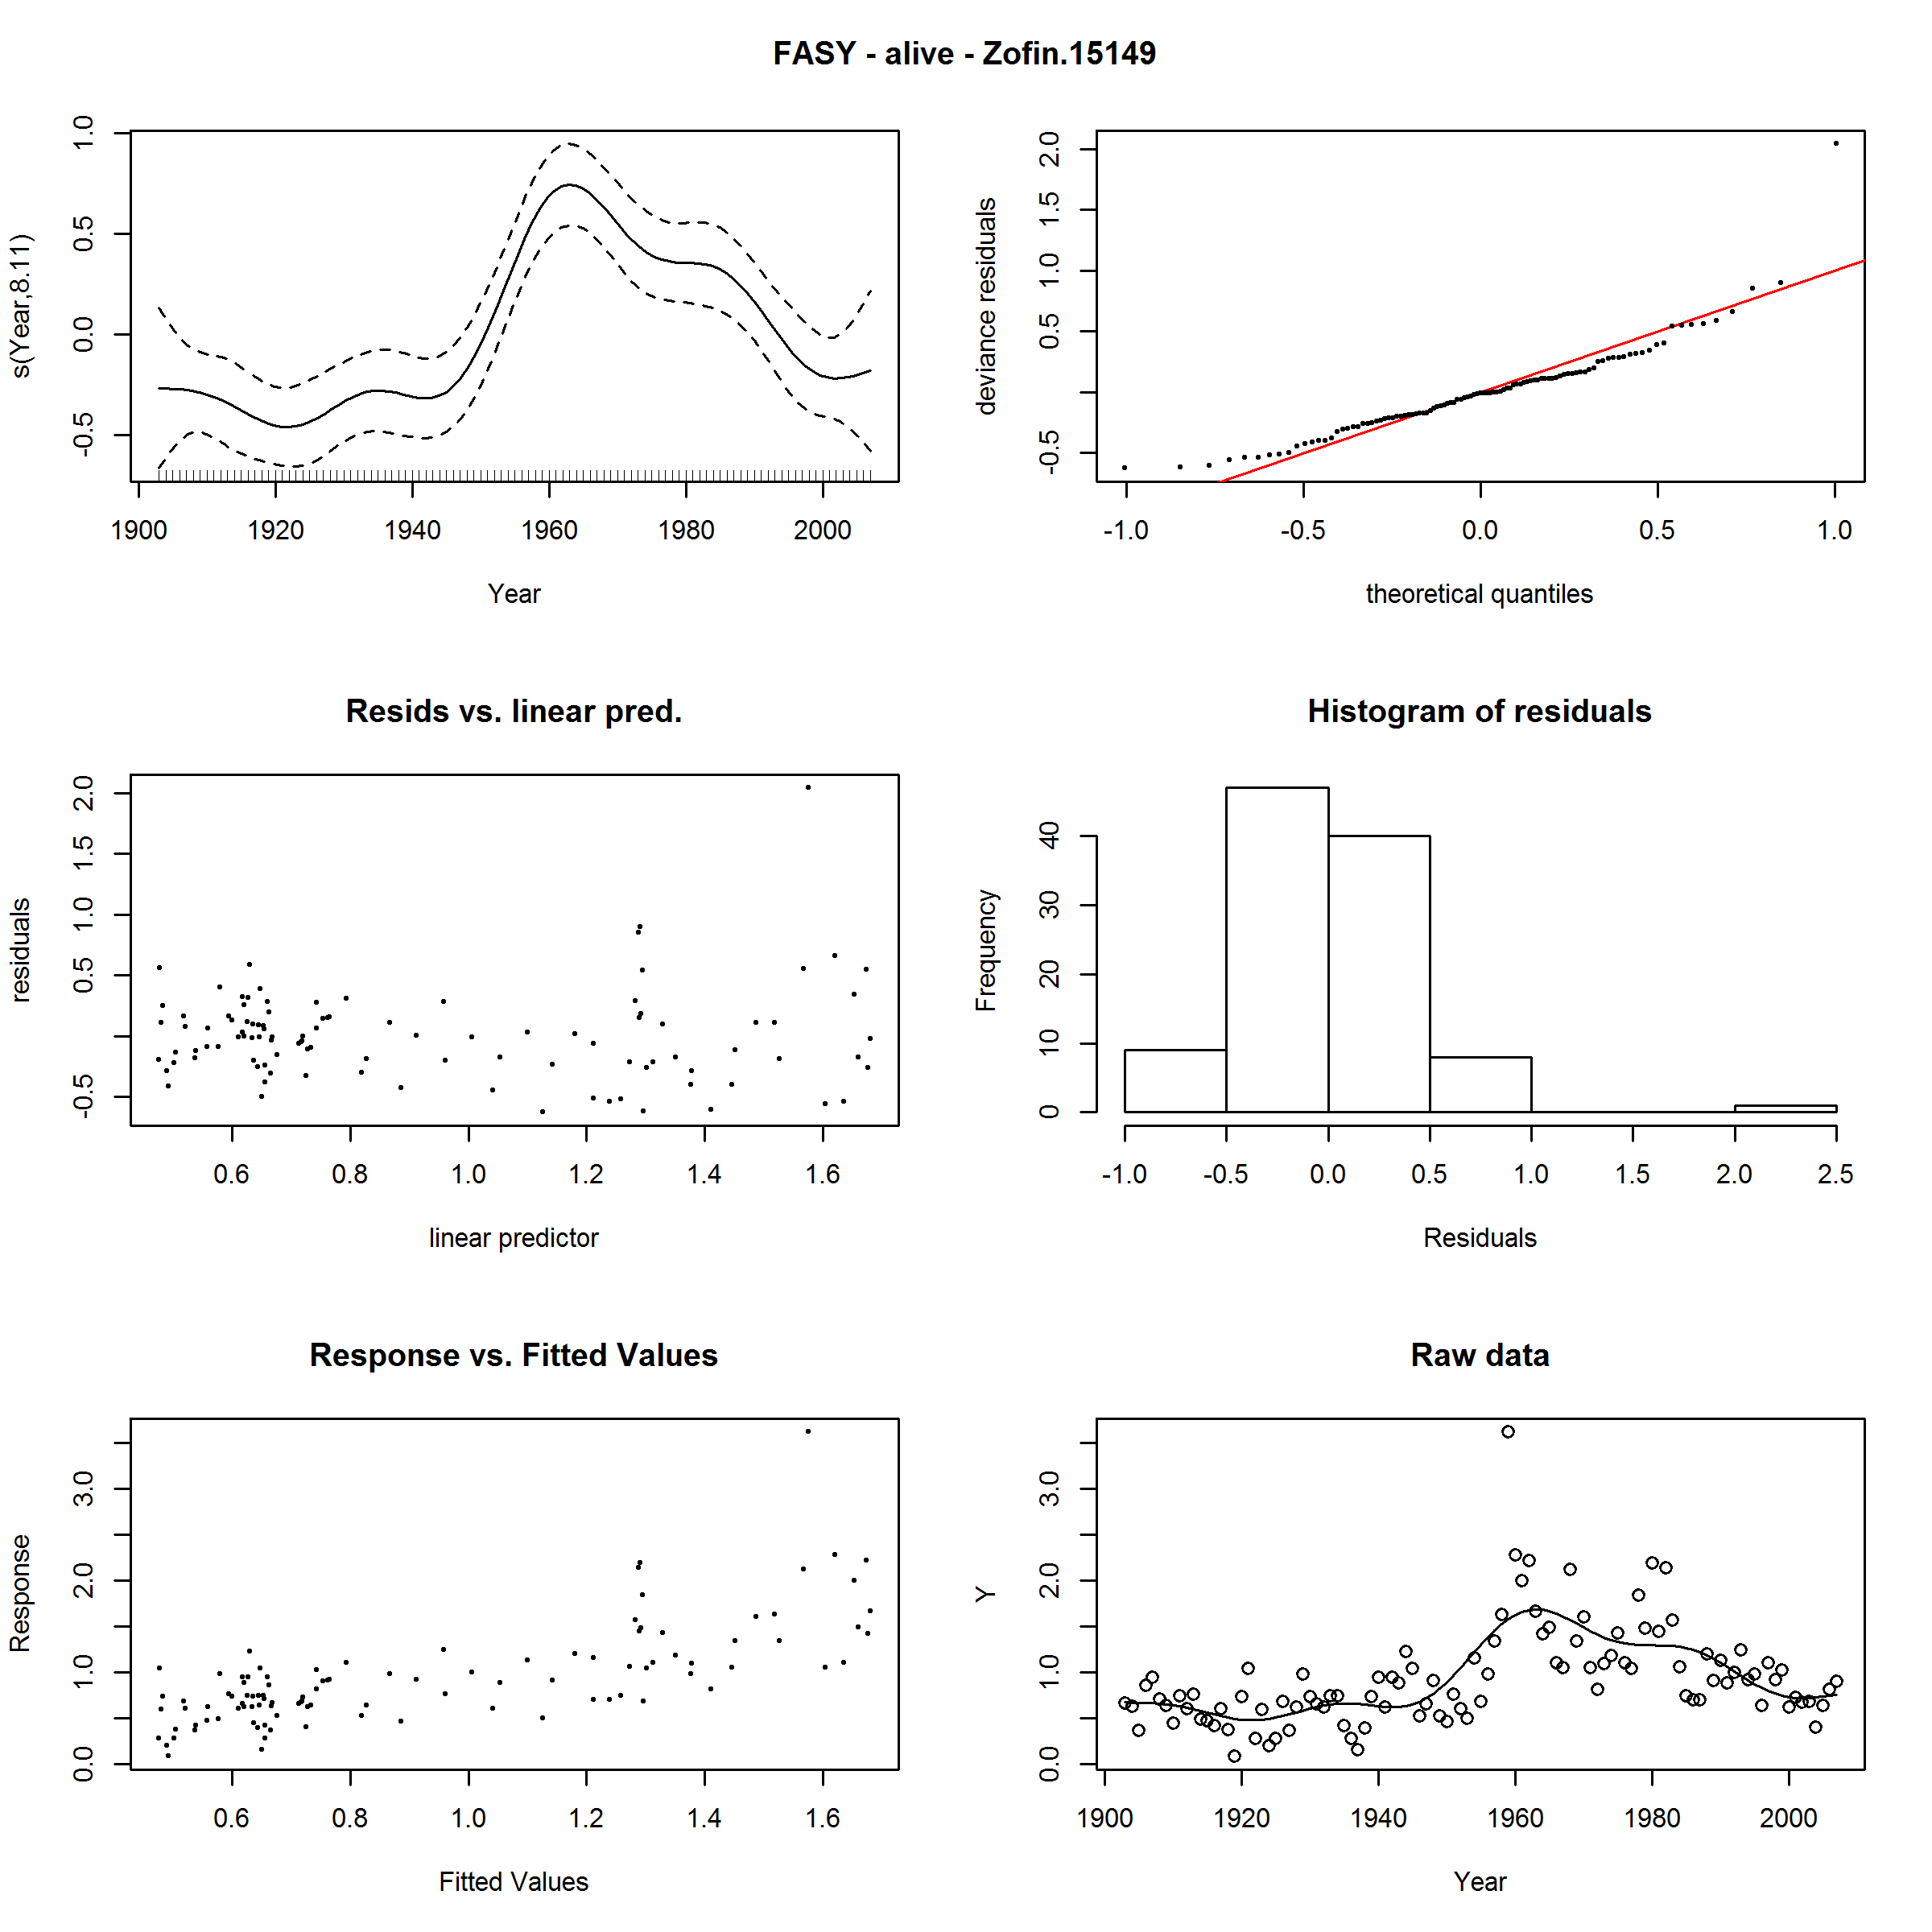 FASY - alive - Zofin.15149
s(Year,8.11)
1.0
0.5
0.0
-0.5
1900 1920 1940 1960 1980 2000
Year
deviance residuals
2.0
1.5
1.0
0.5
-0.5
-1.0 -0.5 0.0 0.5 1.0
theoretical quantiles
Resids vs. linear pred.
residuals
2.0
1.5
1.0
0.5
-0.5
0.6 0.8 1.0 1.2 1.4 1.6
linear predictor
Histogram of residuals
Frequency
40
30
20
10
0
-1.0 -0.5 0.0 0.5 1.0 1.5 2.0 2.5
Residuals
Response vs. Fitted Values
Response
3.0
2.0
1.0
0.0
0.6 0.8 1.0 1.2 1.4 1.6
Fitted Values
Raw data
Y
3.0
2.0
1.0
0.0
1900 1920 1940 1960 1980 2000
Year